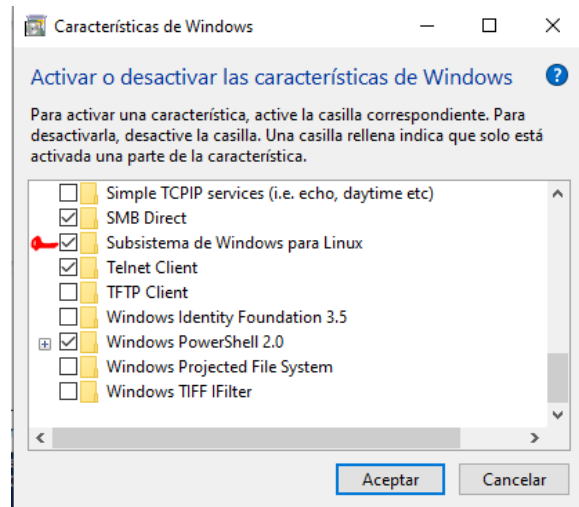 Características de Windows
Activar o desactivar las características de Windows
Para activar una característica, active la casilla correspondiente. Para
desactivarla, desactive la casilla. Una casilla rellena indica que solo está
activada una parte de la característica.
Simple TCPIP services (i.e. echo, daytime etc)
SMB Direct
Subsistema de Windows para Linux
Telnet Client
TFTP Client
Windows Identity Foundation 3.5
Windows PowerShell 2.0
Windows Projected File System
Windows TIFF IFilter
Aceptar
Cancelar